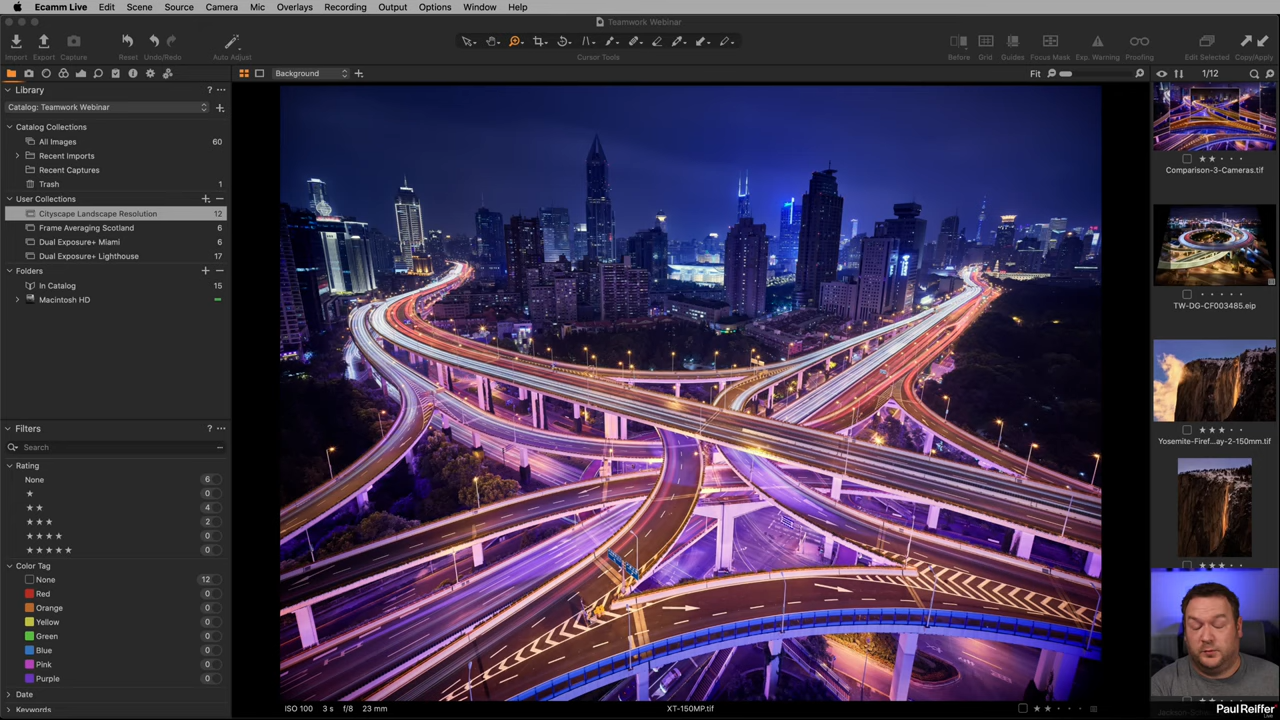 Ecamm Live Edit Scene Source Camera Mic Overlays Recording Output Options Window Help
Teamwork Webinar
Import Export Capture Reset Undo/Redo Auto Adjust Cursor Tools Before Grid Guides Focus Mask Exp. Warning Proofing Edit Selected Copy/Apply
Background Fit 1/12
Library ? ...
Catalog: Teamwork Webinar
Catalog Collections
All Images 60
Recent Imports
Recent Captures
Trash 1
User Collections
Cityscape Landscape Resolution 12
Frame Averaging Scotland 6
Dual Exposure+ Miami 6
Dual Exposure+ Lighthouse 17
Folders
In Catalog 15
Macintosh HD
Filters ? ...
Search
Rating
None 6
0
4
2
0
0
Color Tag
None 12
Red 0
Orange 0
Yellow 0
Green 0
Blue 0
Pink 0
Purple 0
Date
Keywords
ISO 100 3 s f/8 23 mm XT-150MP.tif
Comparison-3-Cameras.tif
TW-DG-CF003485.eip
Yosemite-Firef...ay-2-150mm.tif
Paul Reiffer
Live